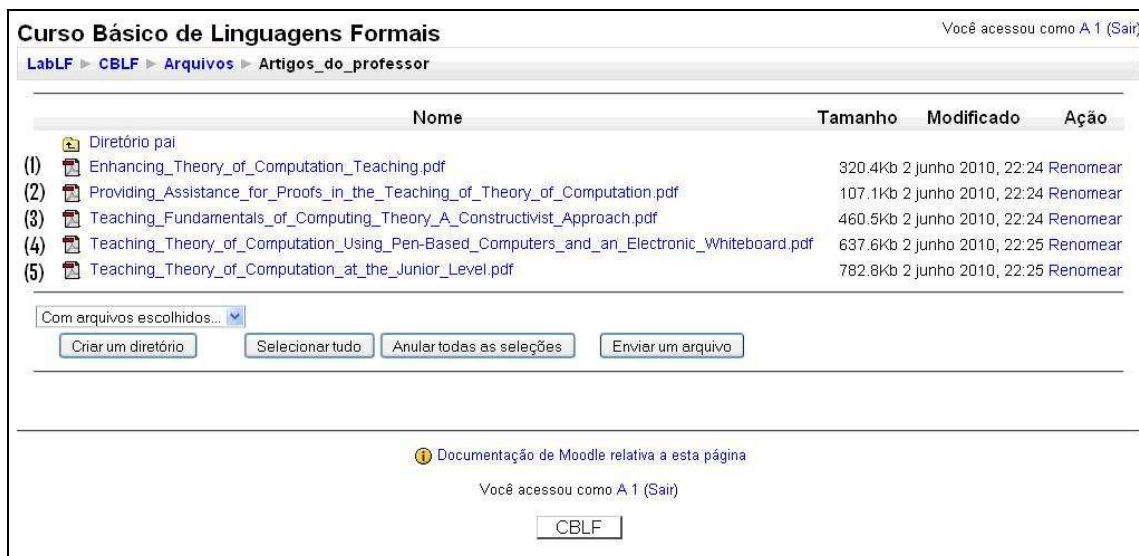 Curso Básico de Linguagens Formais Você acessou como A 1 (Sair)
LabLF ► CBLF ► Arquivos ► Artigos_do_professor
Nome Tamanho Modificado Ação
Diretório pai
(1) Enhancing_Theory_of_Computation_Teaching.pdf 320.4Kb 2 junho 2010, 22:24 Renomear
(2) Providing_Assistance_for_Proofs_in_the_Teaching_of_Theory_of_Computation.pdf 107.1Kb 2 junho 2010, 22:24 Renomear
(3) Teaching_Fundamentals_of_Computing_Theory_A_Constructivist_Approach.pdf 460.5Kb 2 junho 2010, 22:24 Renomear
(4) Teaching_Theory_of_Computation_Using_Pen-Based_Computers_and_an_Electronic_Whiteboard.pdf 637.6Kb 2 junho 2010, 22:25 Renomear
(5) Teaching_Theory_of_Computation_at_the_Junior_Level.pdf 782.8Kb 2 junho 2010, 22:25 Renomear
Com arquivos escolhidos...
Criar um diretório Selecionar tudo Anular todas as seleções Enviar um arquivo
Documentação de Moodle relativa a esta página
Você acessou como A 1 (Sair)
CBLF